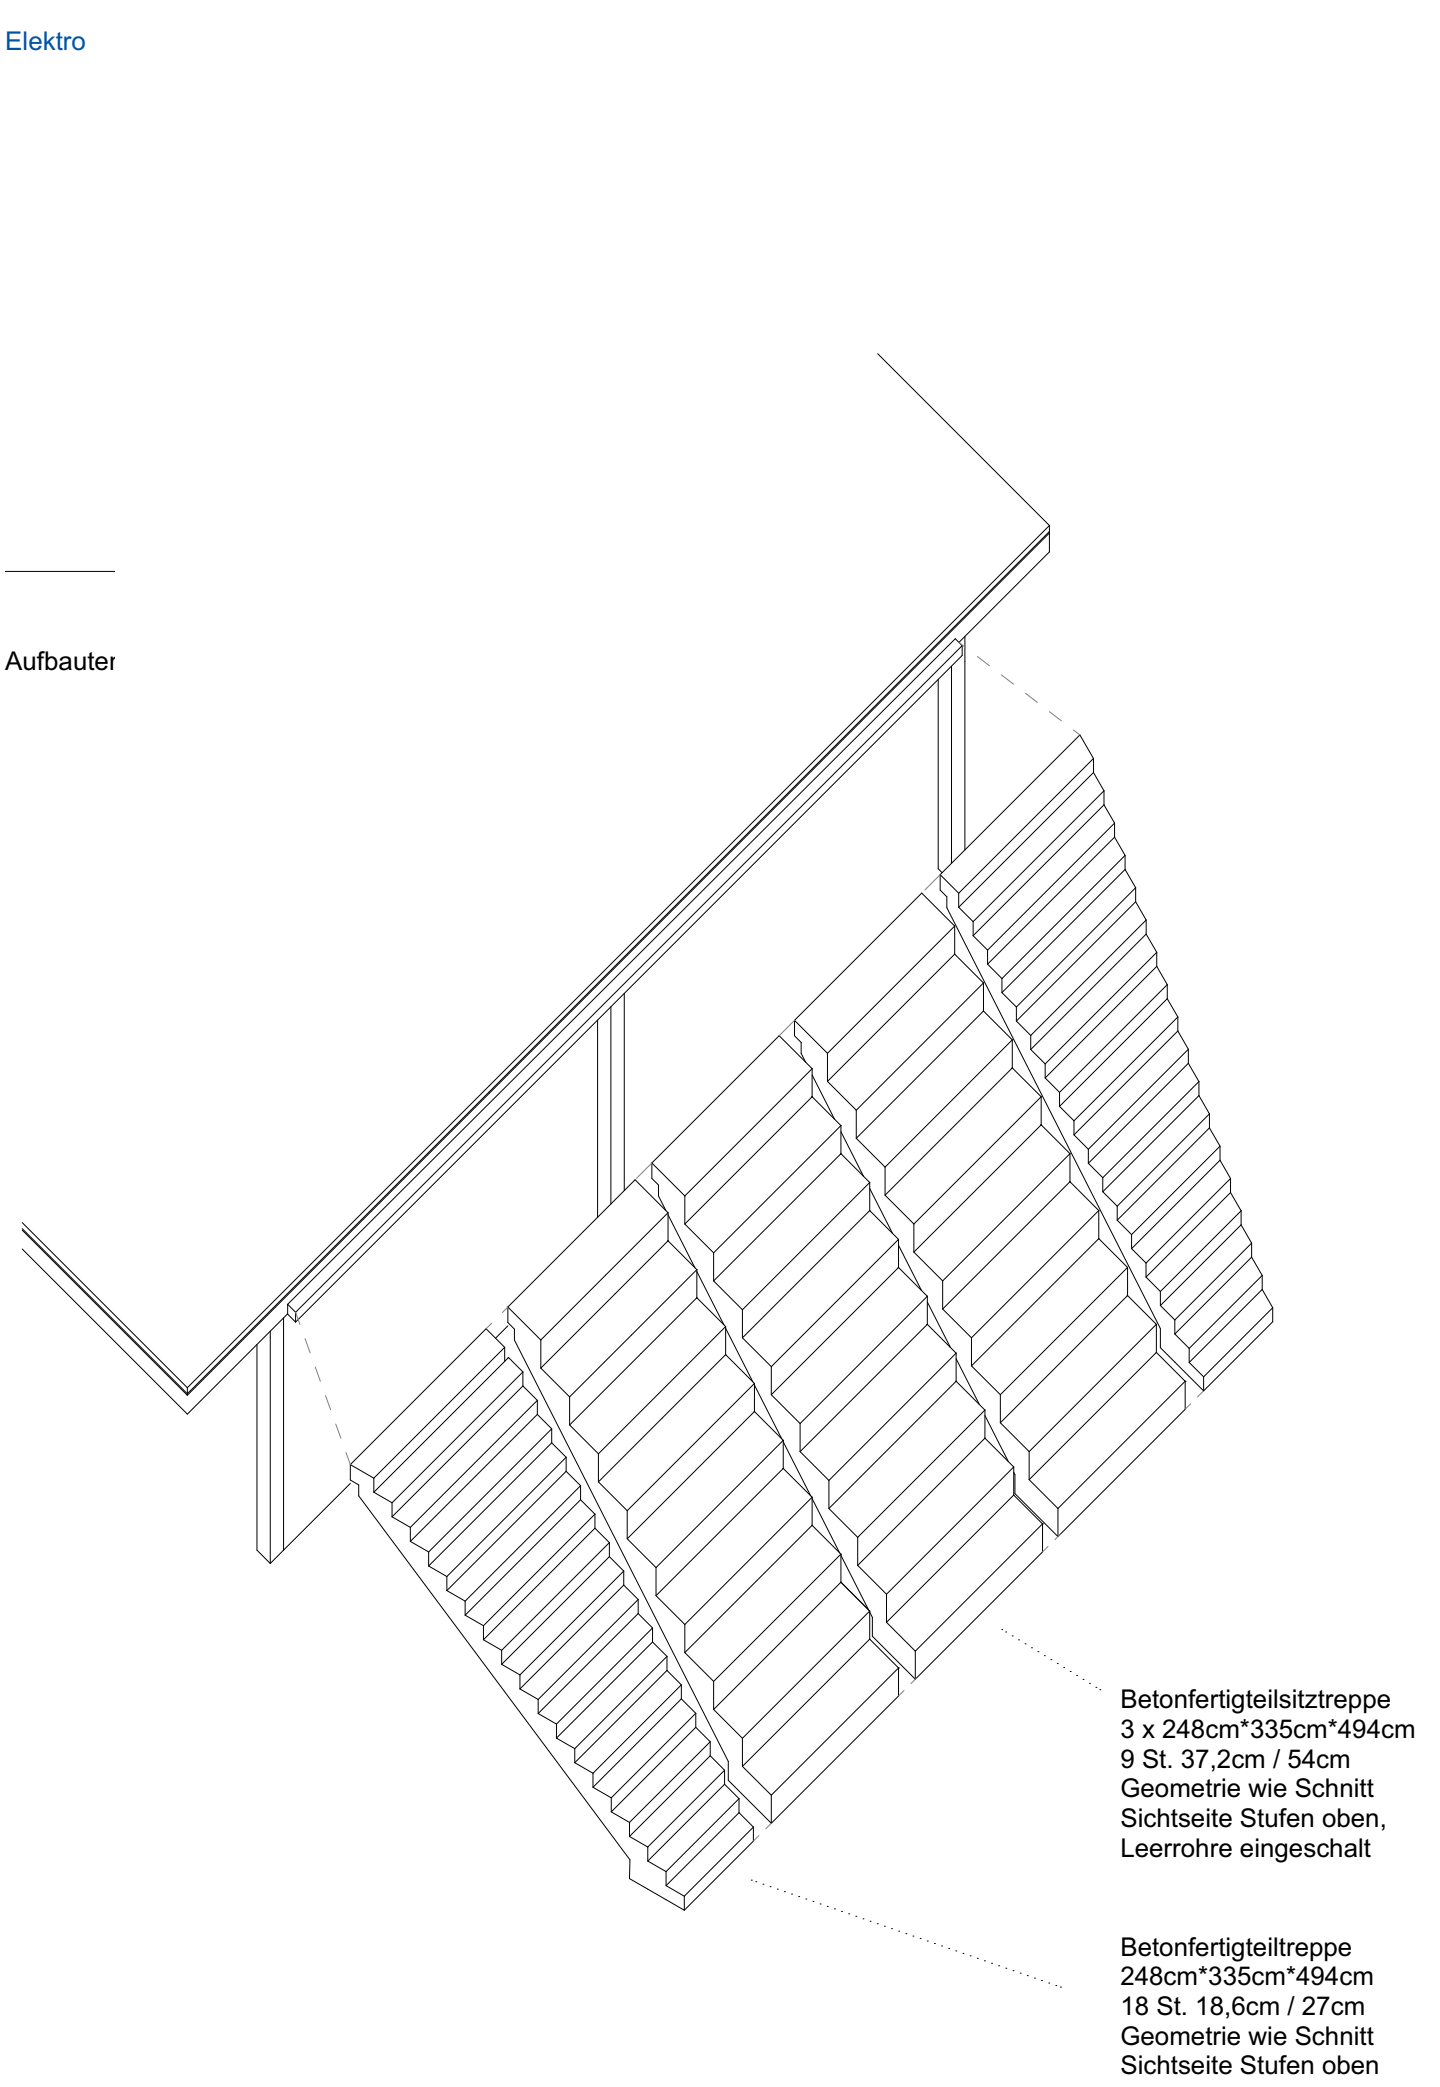 Elektro
Aufbauten
Betonfertigteilsitztreppe
3 x 248cm*335cm*494cm
9 St. 37,2cm / 54cm
Geometrie wie Schnitt
Sichtseite Stufen oben,
Leerrohre eingeschalt
Betonfertigteiltreppe
248cm*335cm*494cm
18 St. 18,6cm / 27cm
Geometrie wie Schnitt
Sichtseite Stufen oben